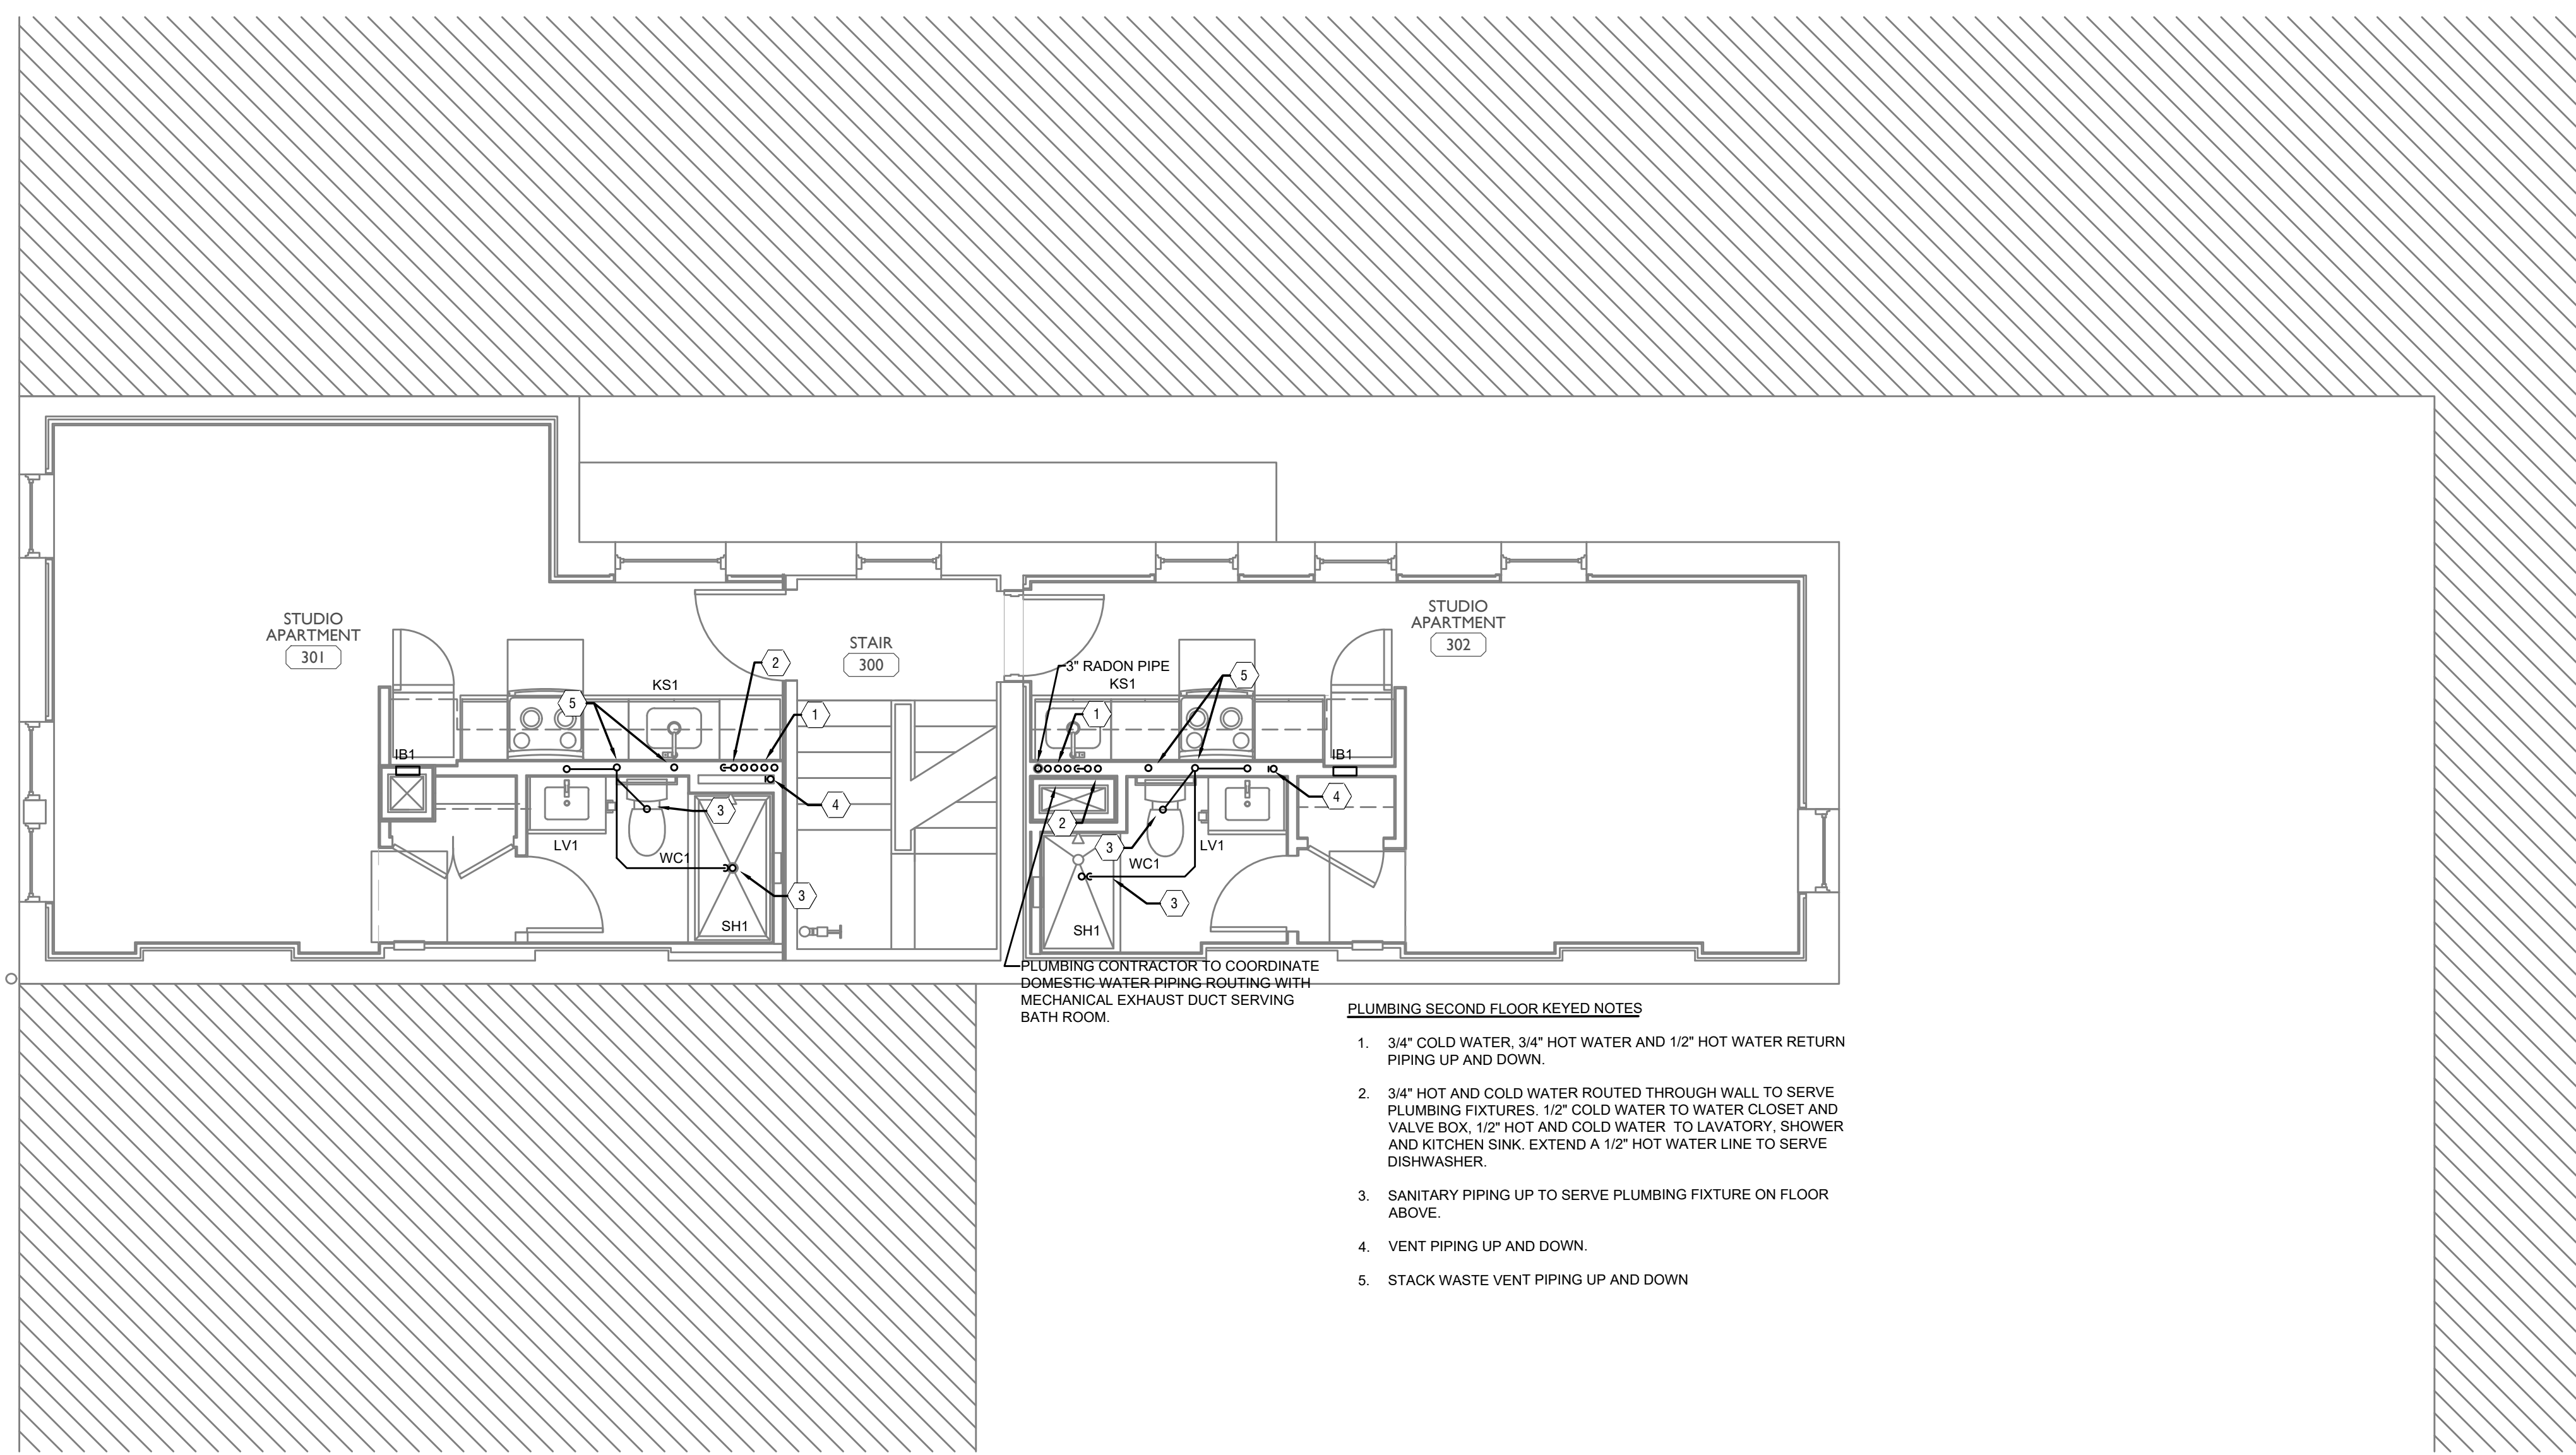 STUDIO
APARTMENT
301
STAIR
300
STUDIO
APARTMENT
302
2
3" RADON PIPE
KS1
KS1
5
5
1
1
IB1
IB1
3
4
2
4
LV1
WC1
3
WC1
LV1
3
3
SH1
SH1
PLUMBING CONTRACTOR TO COORDINATE
DOMESTIC WATER PIPING ROUTING WITH
MECHANICAL EXHAUST DUCT SERVING
BATH ROOM.
PLUMBING SECOND FLOOR KEYED NOTES
1. 3/4" COLD WATER, 3/4" HOT WATER AND 1/2" HOT WATER RETURN
PIPING UP AND DOWN.
2. 3/4" HOT AND COLD WATER ROUTED THROUGH WALL TO SERVE
PLUMBING FIXTURES. 1/2" COLD WATER TO WATER CLOSET AND
VALVE BOX, 1/2" HOT AND COLD WATER TO LAVATORY, SHOWER
AND KITCHEN SINK. EXTEND A 1/2" HOT WATER LINE TO SERVE
DISHWASHER.
3. SANITARY PIPING UP TO SERVE PLUMBING FIXTURE ON FLOOR
ABOVE.
4. VENT PIPING UP AND DOWN.
5. STACK WASTE VENT PIPING UP AND DOWN